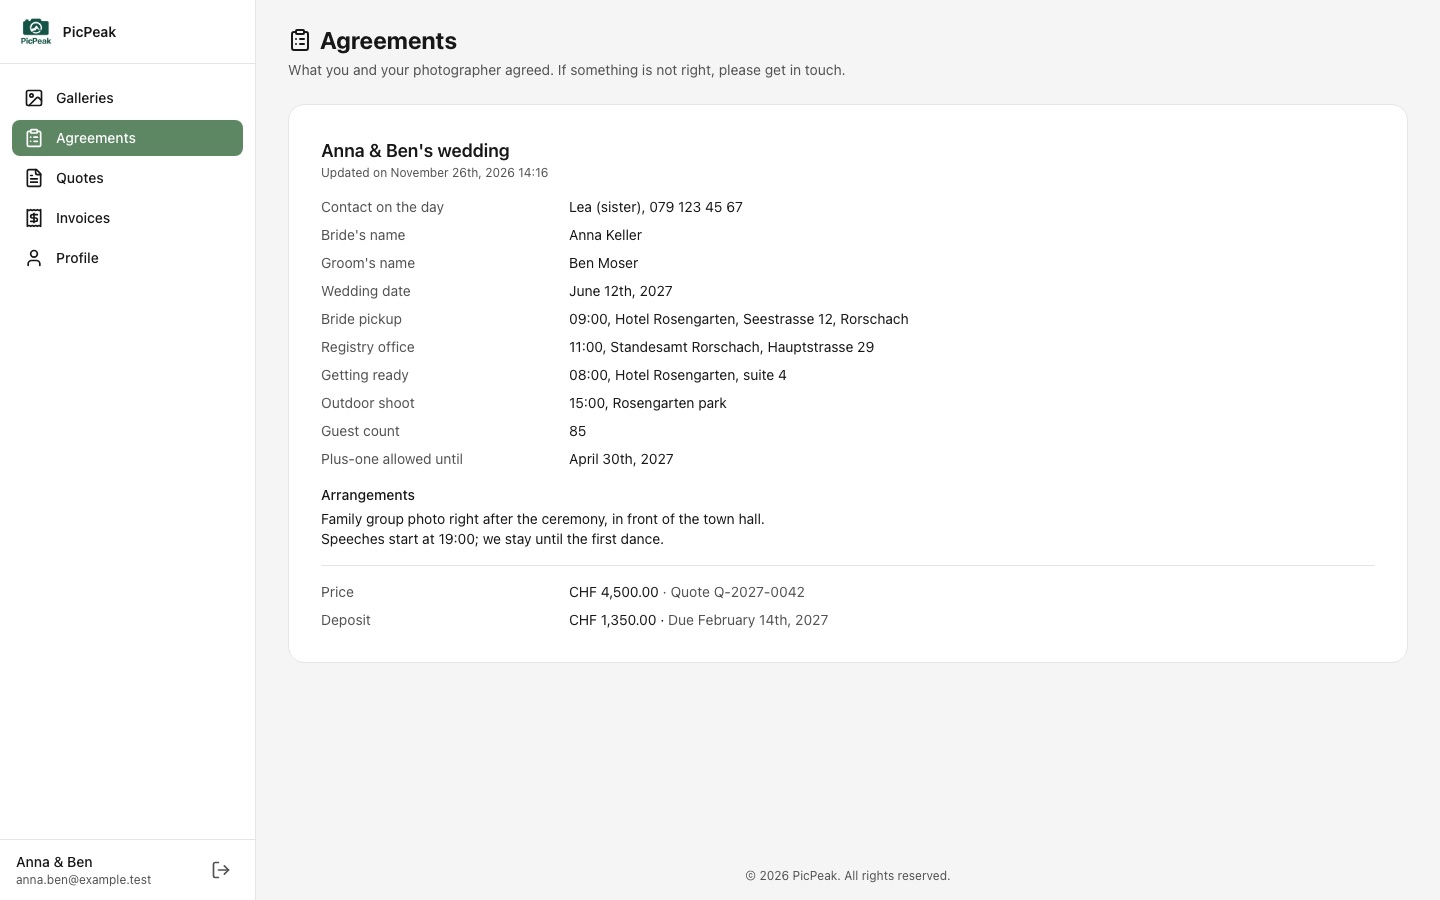 PicPeak
PicPeak
Galleries
Agreements
Quotes
Invoices
Profile
Anna & Ben
anna.ben@example.test
Agreements
What you and your photographer agreed. If something is not right, please get in touch.
Anna & Ben's wedding
Updated on November 26th, 2026 14:16
Contact on the day Lea (sister), 079 123 45 67
Bride's name Anna Keller
Groom's name Ben Moser
Wedding date June 12th, 2027
Bride pickup 09:00, Hotel Rosengarten, Seestrasse 12, Rorschach
Registry office 11:00, Standesamt Rorschach, Hauptstrasse 29
Getting ready 08:00, Hotel Rosengarten, suite 4
Outdoor shoot 15:00, Rosengarten park
Guest count 85
Plus-one allowed until April 30th, 2027
Arrangements
Family group photo right after the ceremony, in front of the town hall.
Speeches start at 19:00; we stay until the first dance.
Price CHF 4,500.00 · Quote Q-2027-0042
Deposit CHF 1,350.00 · Due February 14th, 2027
© 2026 PicPeak. All rights reserved.